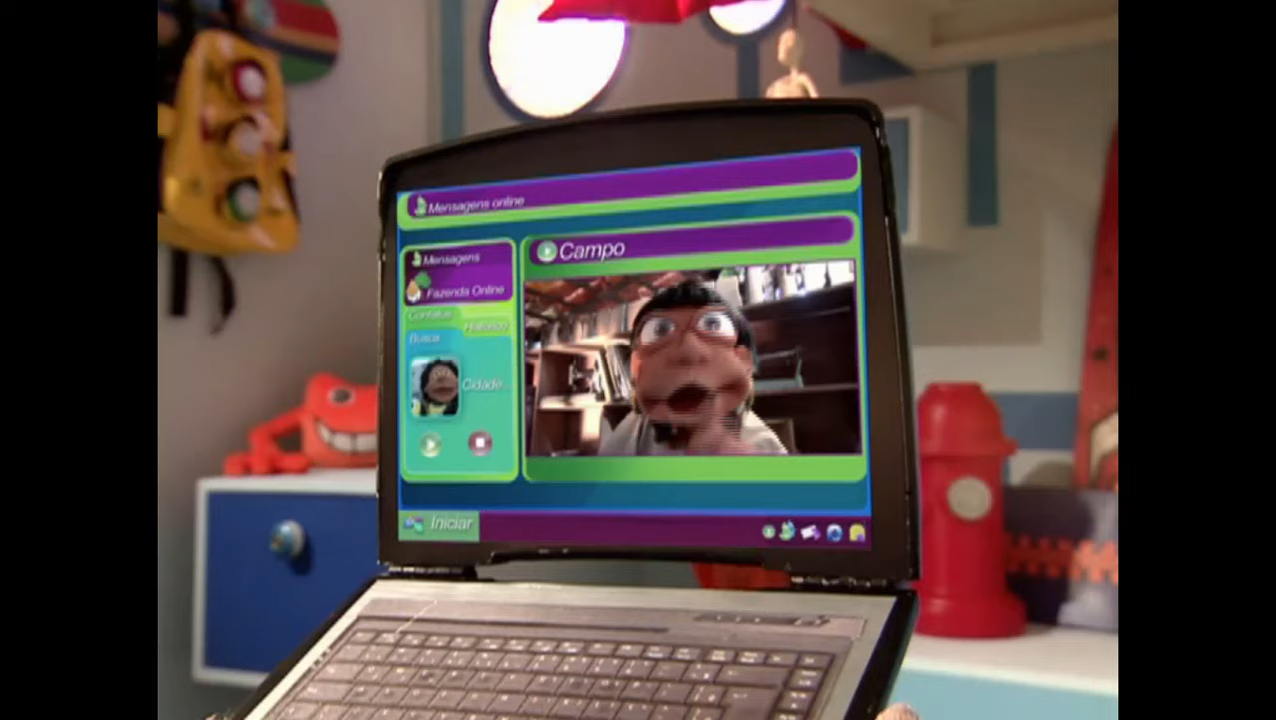 Mensagens online
Mensagens
Fazenda Online
Contatos
Histórico
Busca
Cidade
Campo
Iniciar